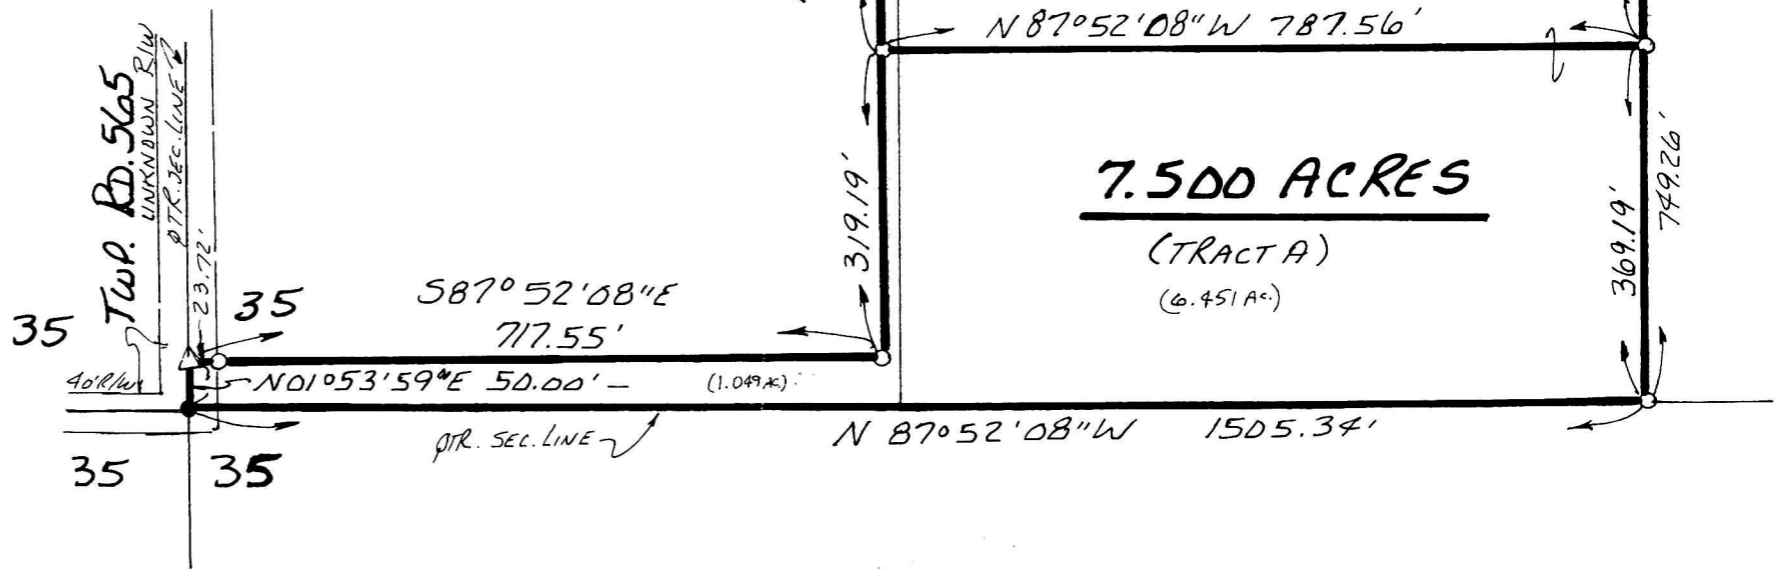 N 87°52'08"W 787.56'
TWP. RD. 565
UNKNOWN R/W
QTR. SEC. LINE
23.72'
319.19'
7.500 ACRES
(TRACT A)
(6.451 Ac.)
369.19'
749.26'
35
35
S87°52'08"E
717.55'
40'R/W
N01°53'59"E 50.00'
(1.049 Ac.)
QTR. SEC. LINE
N 87°52'08"W 1505.34'
35
35